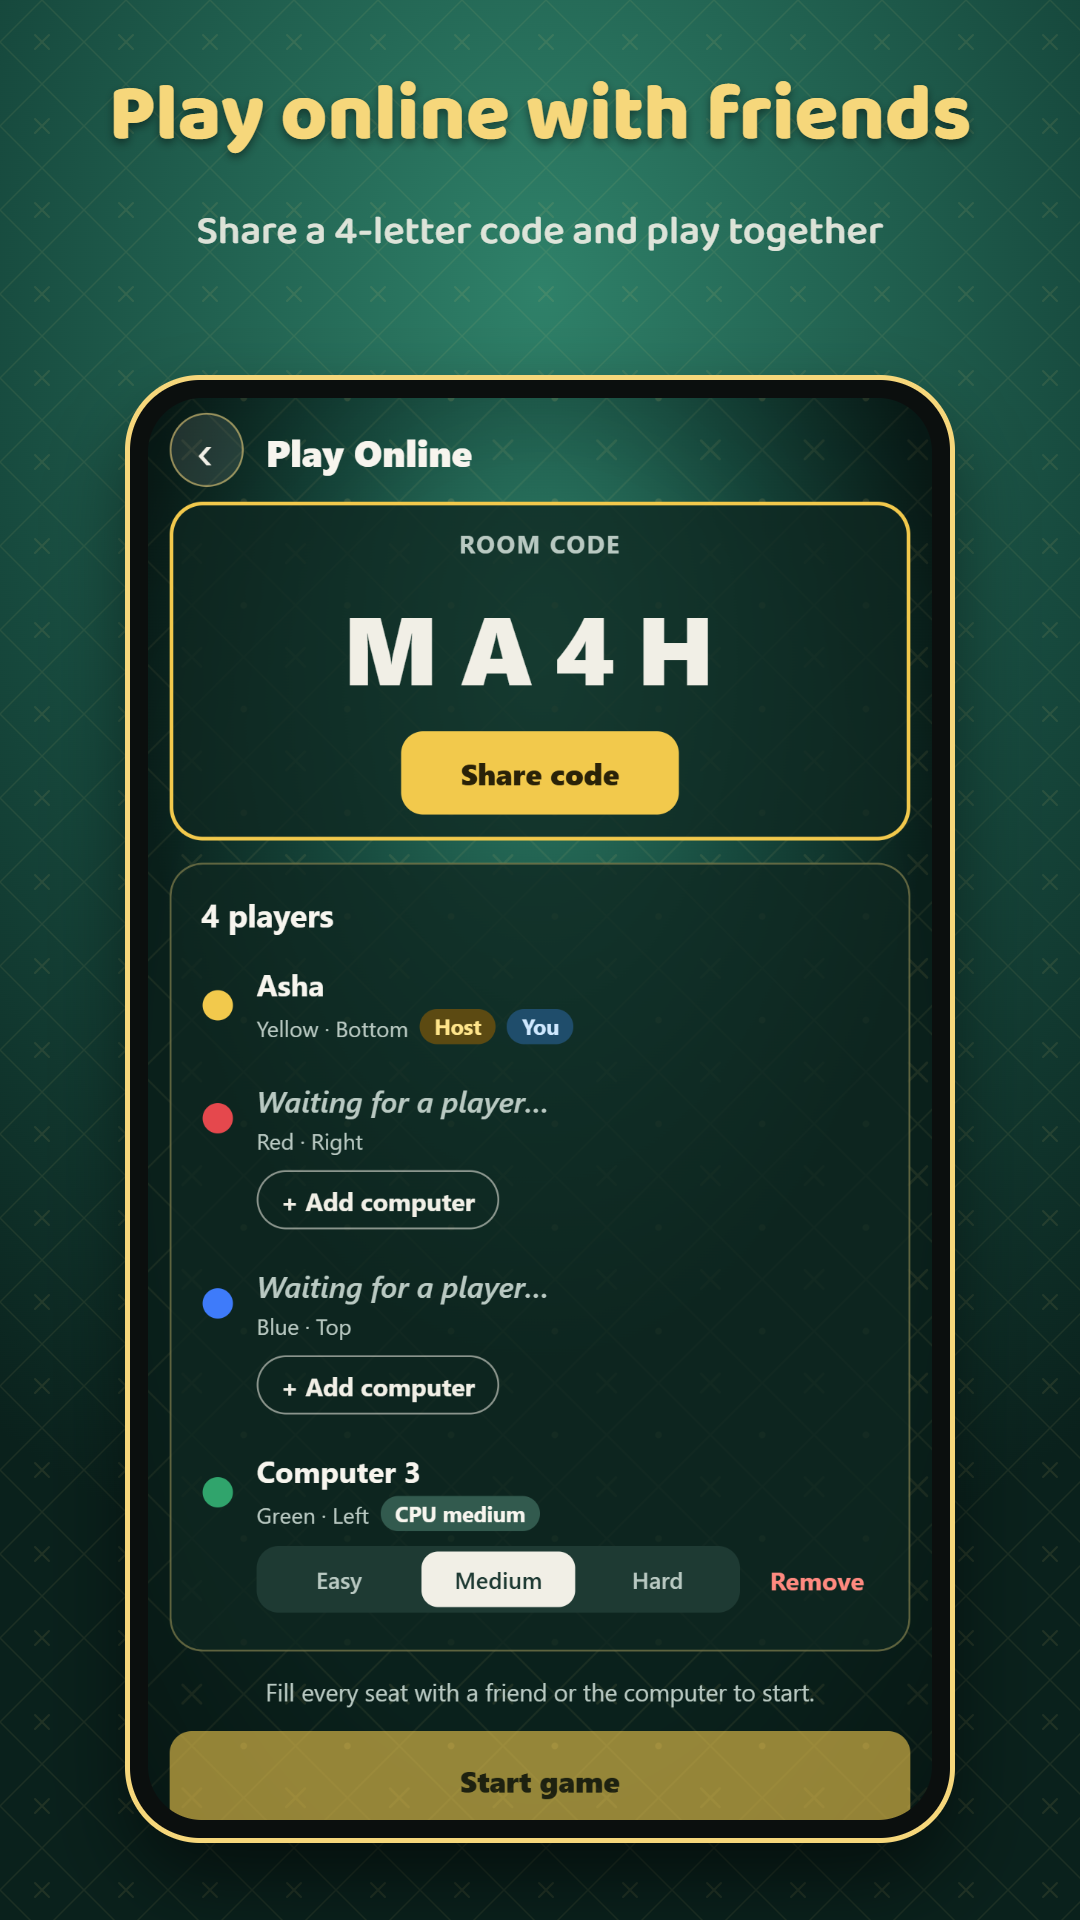 Play online with friends
Share a 4-letter code and play together
‹ Play Online
ROOM CODE
MA4H
Share code
4 players
Asha
Yellow · Bottom Host You
Waiting for a player...
Red · Right
+ Add computer
Waiting for a player...
Blue · Top
+ Add computer
Computer 3
Green · Left CPU medium
Easy Medium Hard Remove
Fill every seat with a friend or the computer to start.
Start game